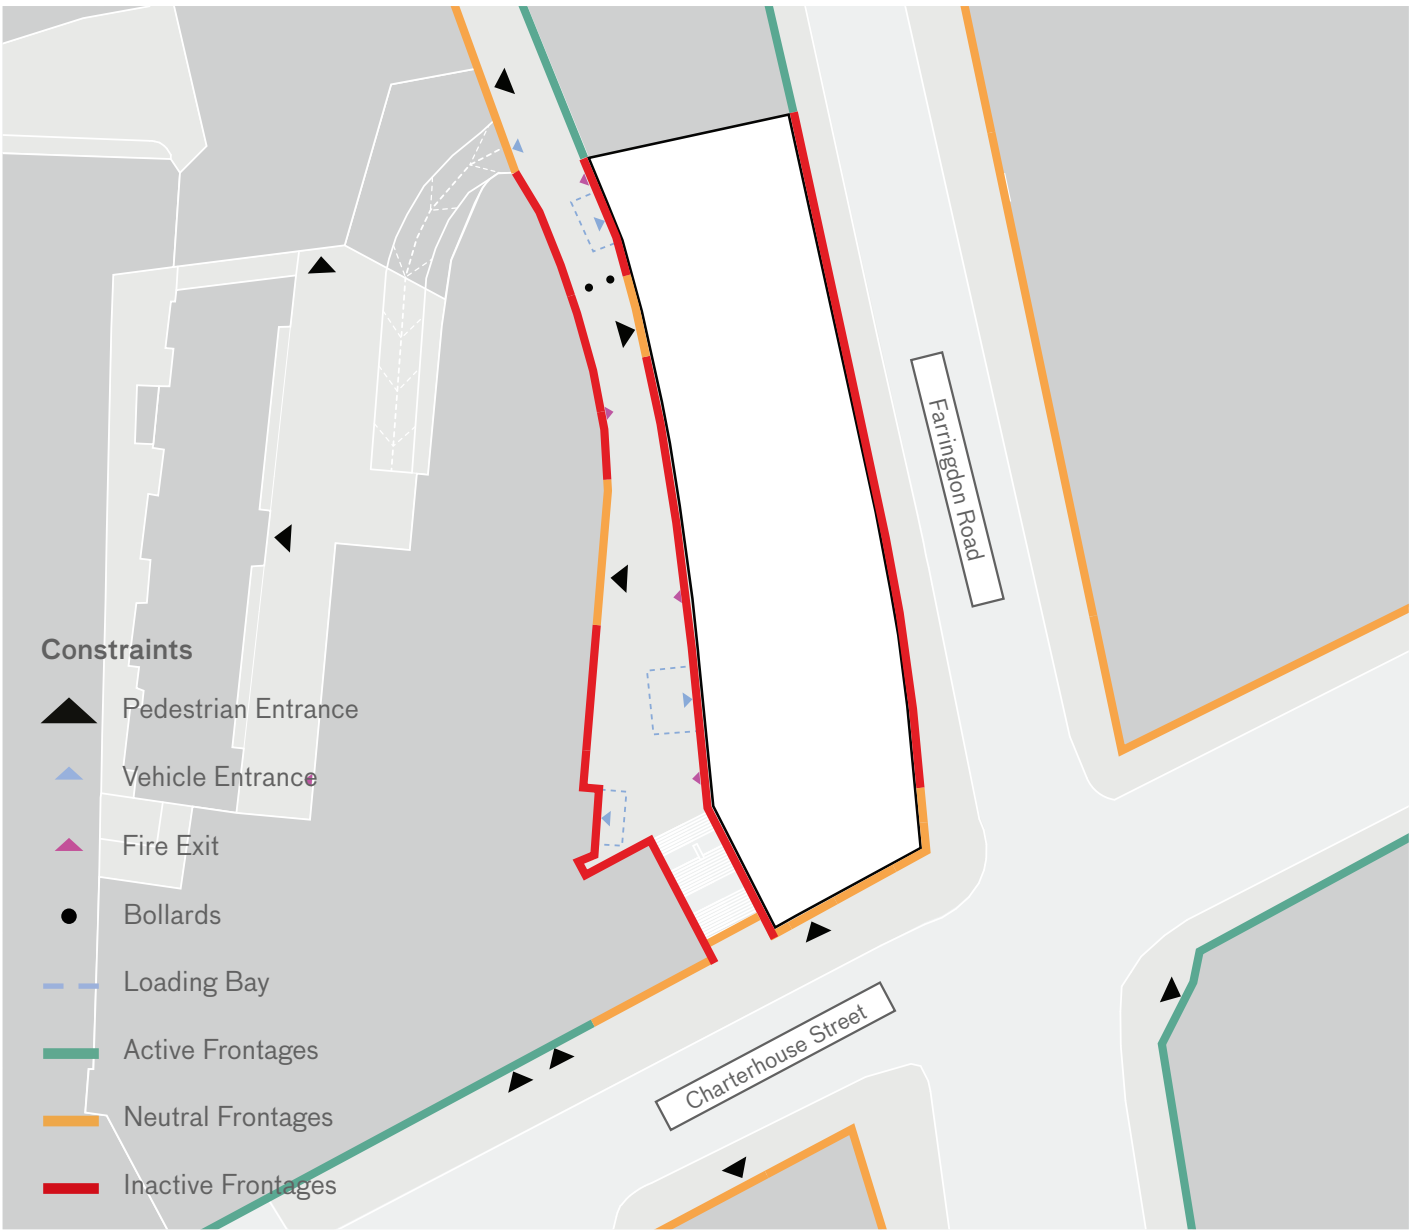 Farringdon Road
Constraints
Pedestrian Entrance
Vehicle Entrance
Fire Exit
Bollards
Loading Bay
Active Frontages
Neutral Frontages
Inactive Frontages
Charterhouse Street